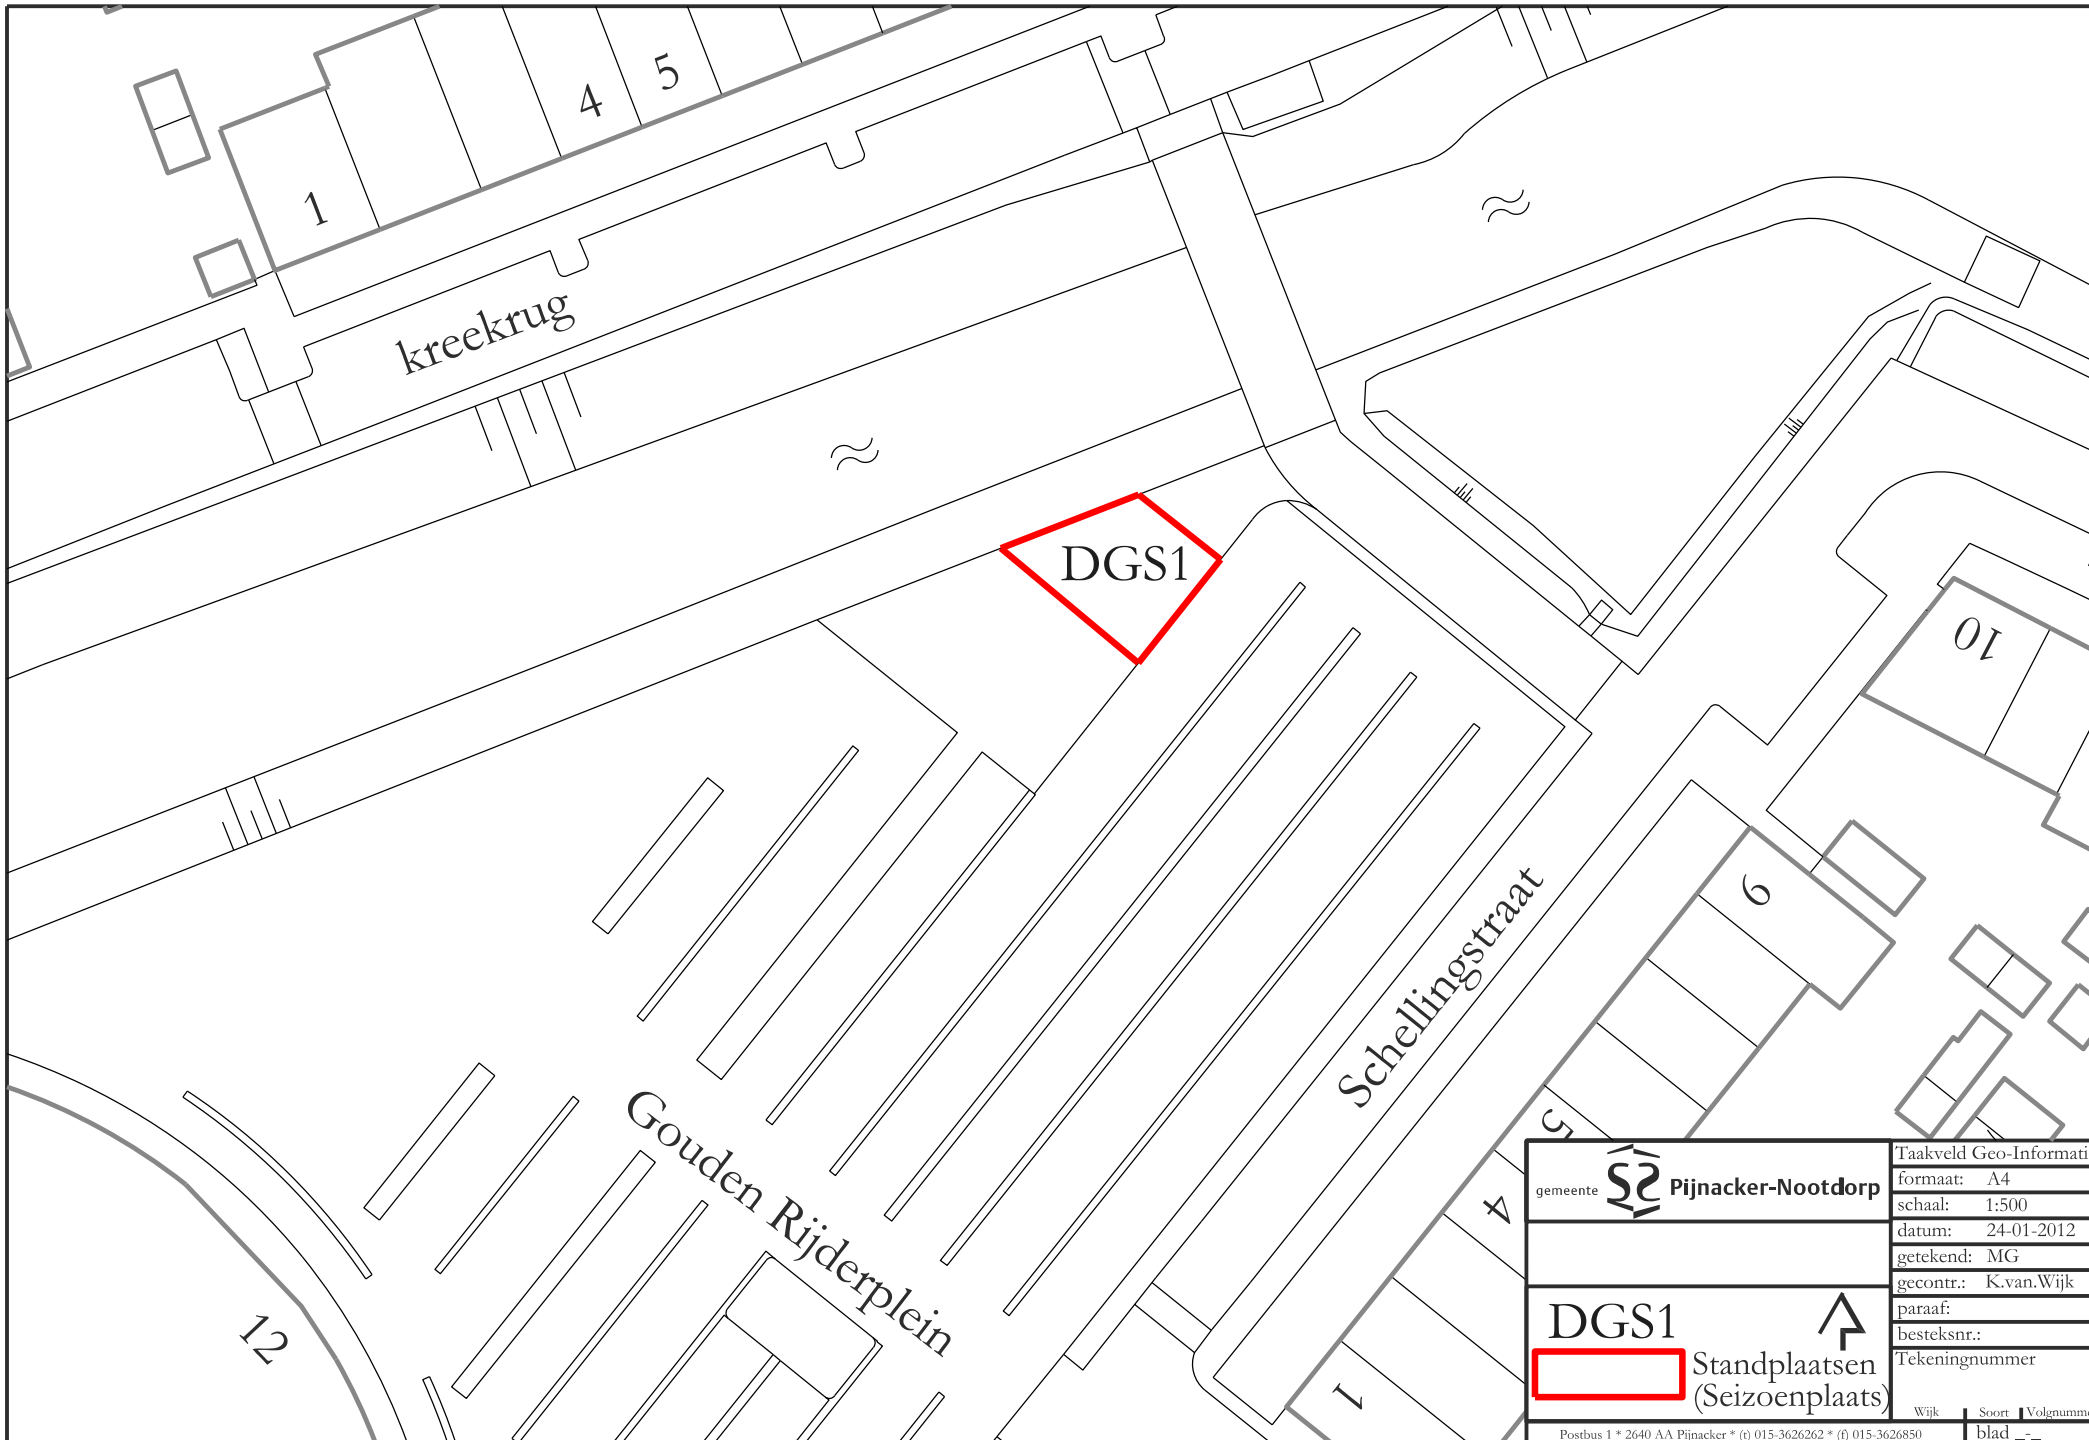 4
5
1
kreekrug
DGS1
10
Schellingstraat
9
5
4
1
Gouden Rijderplein
12
gemeente Pijnacker-Nootdorp
Taakveld Geo-Informati
formaat: A4
schaal: 1:500
datum: 24-01-2012
getekend: MG
gecontr.: K.van.Wijk
paraaf:
besteksnr.:
Tekeningnummer
DGS1
Standplaatsen
(Seizoenplaats)
Wijk Soort Volgnumme
blad _-_
Postbus 1 * 2640 AA Pijnacker * (t) 015-3626262 * (f) 015-3626850